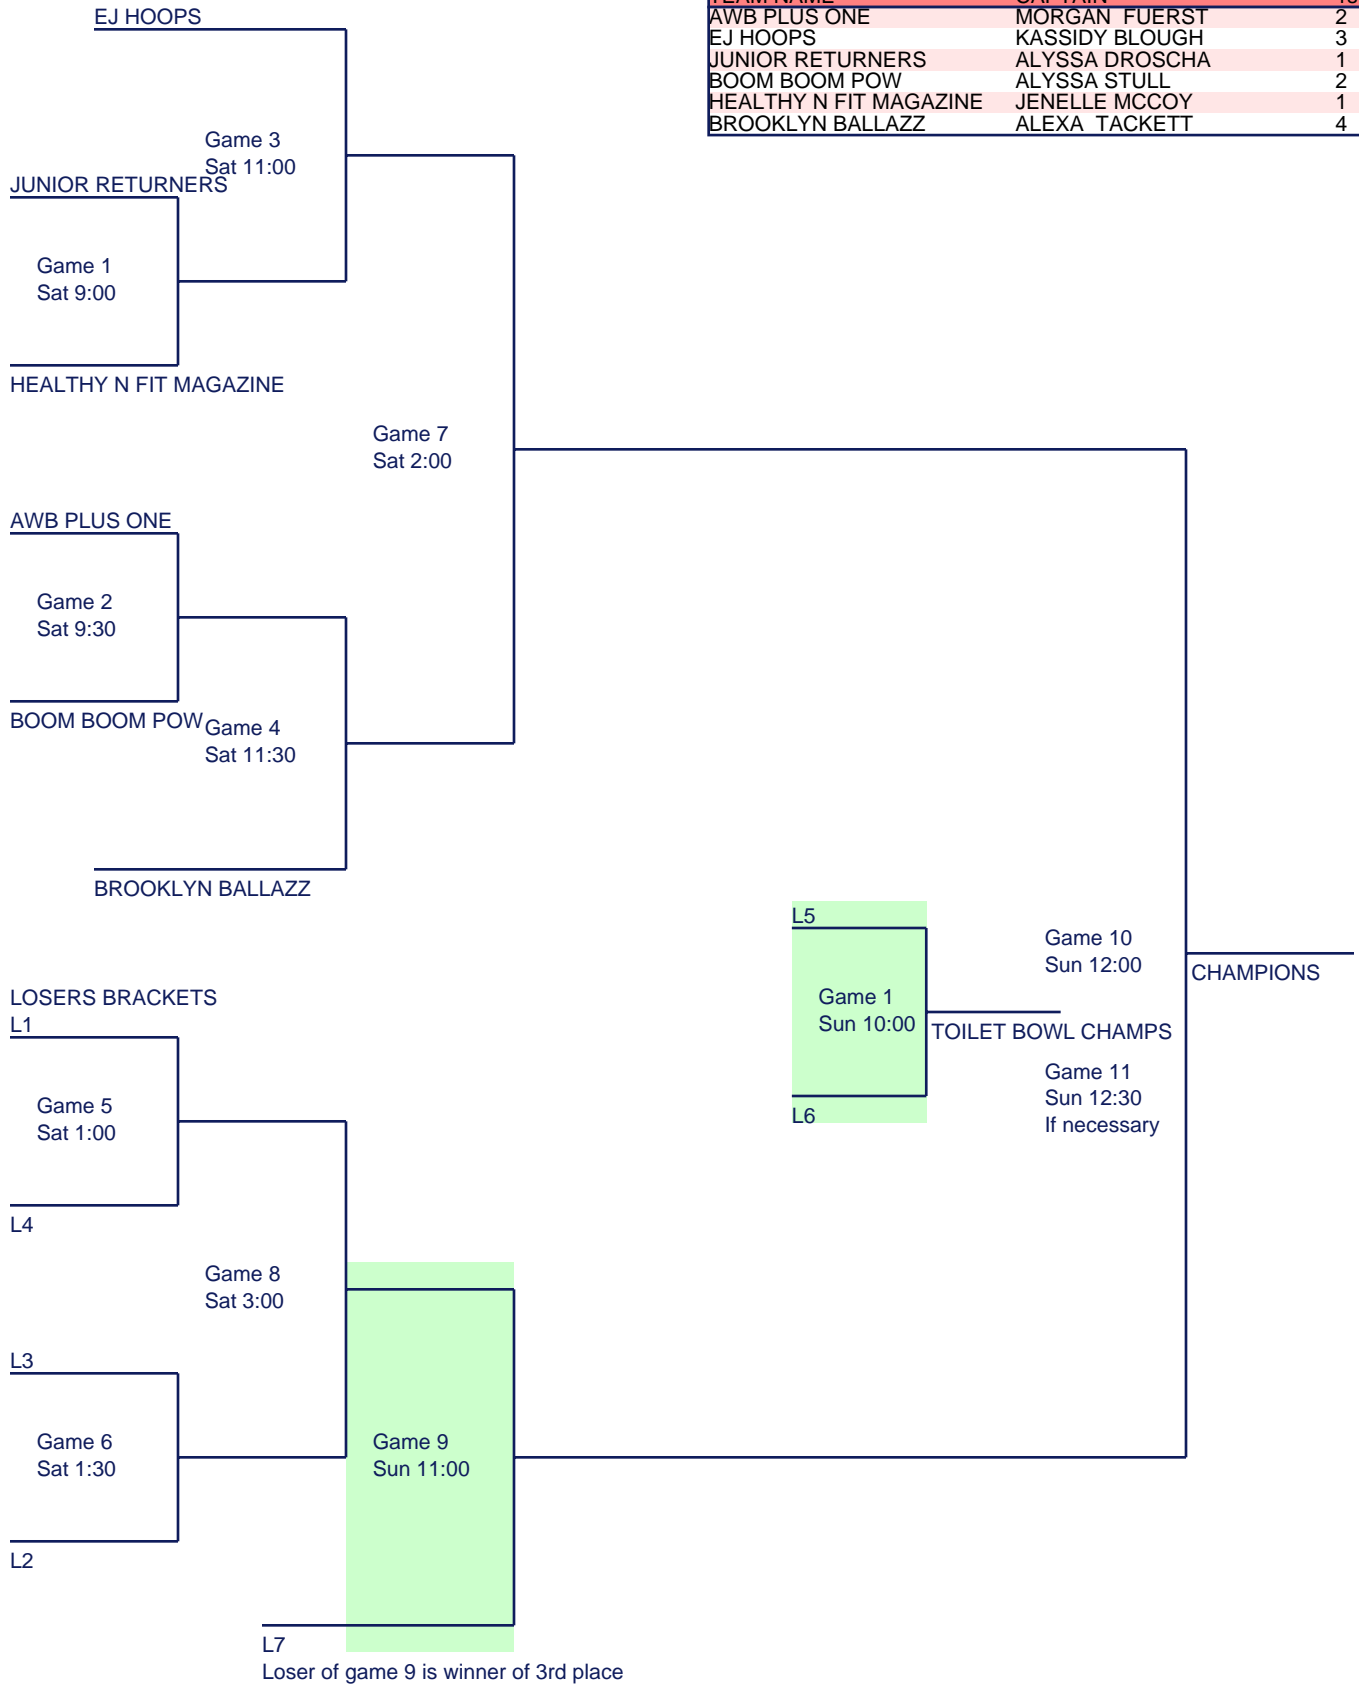 EJ HOOPS
TEAM NAME CAPTAIN
AWB PLUS ONE MORGAN FUERST 2
EJ HOOPS KASSIDY BLOUGH 3
JUNIOR RETURNERS ALYSSA DROSCHA 1
BOOM BOOM POW ALYSSA STULL 2
HEALTHY N FIT MAGAZINE JENELLE MCCOY 1
BROOKLYN BALLAZZ ALEXA TACKETT 4
Game 3
Sat 11:00
JUNIOR RETURNERS
Game 1
Sat 9:00
HEALTHY N FIT MAGAZINE
Game 7
Sat 2:00
AWB PLUS ONE
Game 2
Sat 9:30
BOOM BOOM POW
Game 4
Sat 11:30
BROOKLYN BALLAZZ
L5
Game 10
Sun 12:00
CHAMPIONS
Game 1
Sun 10:00
TOILET BOWL CHAMPS
Game 11
Sun 12:30
If necessary
L6
LOSERS BRACKETS
L1
Game 5
Sat 1:00
L4
Game 8
Sat 3:00
L3
Game 6
Sat 1:30
Game 9
Sun 11:00
L2
L7
Loser of game 9 is winner of 3rd place